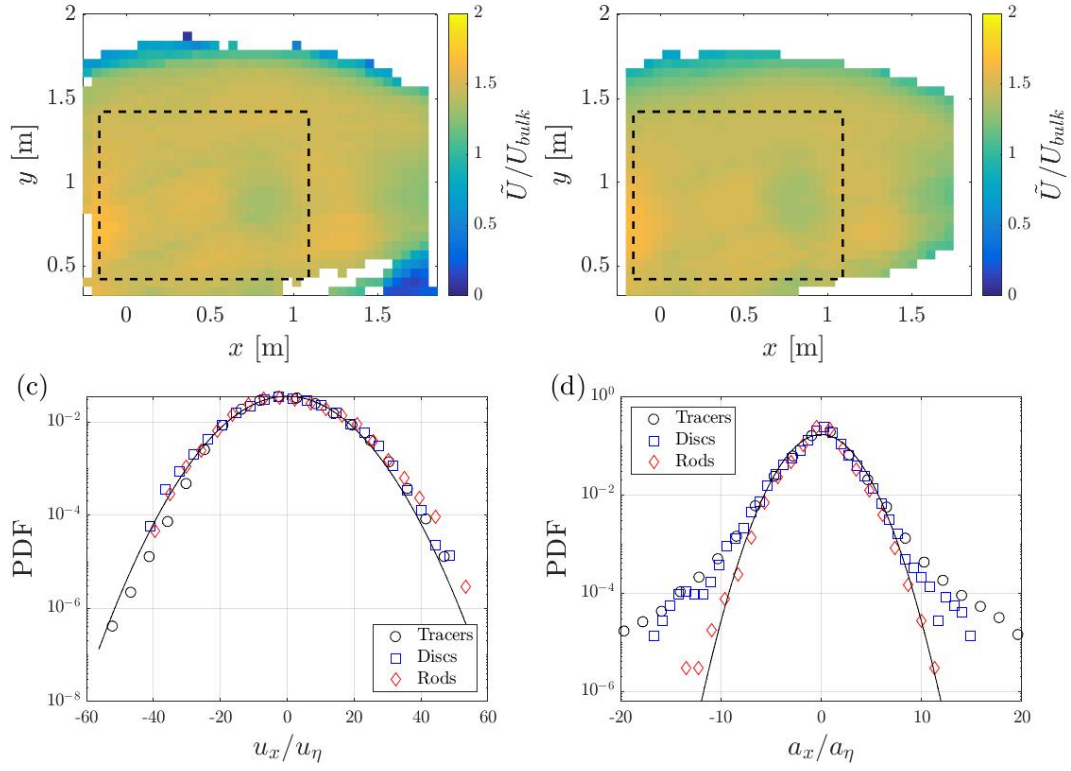 2
1.5
1
0.5
y [m]
0 0.5 1 1.5
x [m]
2
1.5
1
0.5
0
Ũ/U_bulk
2
1.5
1
0.5
y [m]
0 0.5 1 1.5
x [m]
2
1.5
1
0.5
0
Ũ/U_bulk
(c)
10^-2
10^-4
10^-6
10^-8
PDF
Tracers
Discs
Rods
-60 -40 -20 0 20 40 60
u_x/u_η
(d)
10^0
10^-2
10^-4
10^-6
PDF
Tracers
Discs
Rods
-20 -10 0 10 20
a_x/a_η